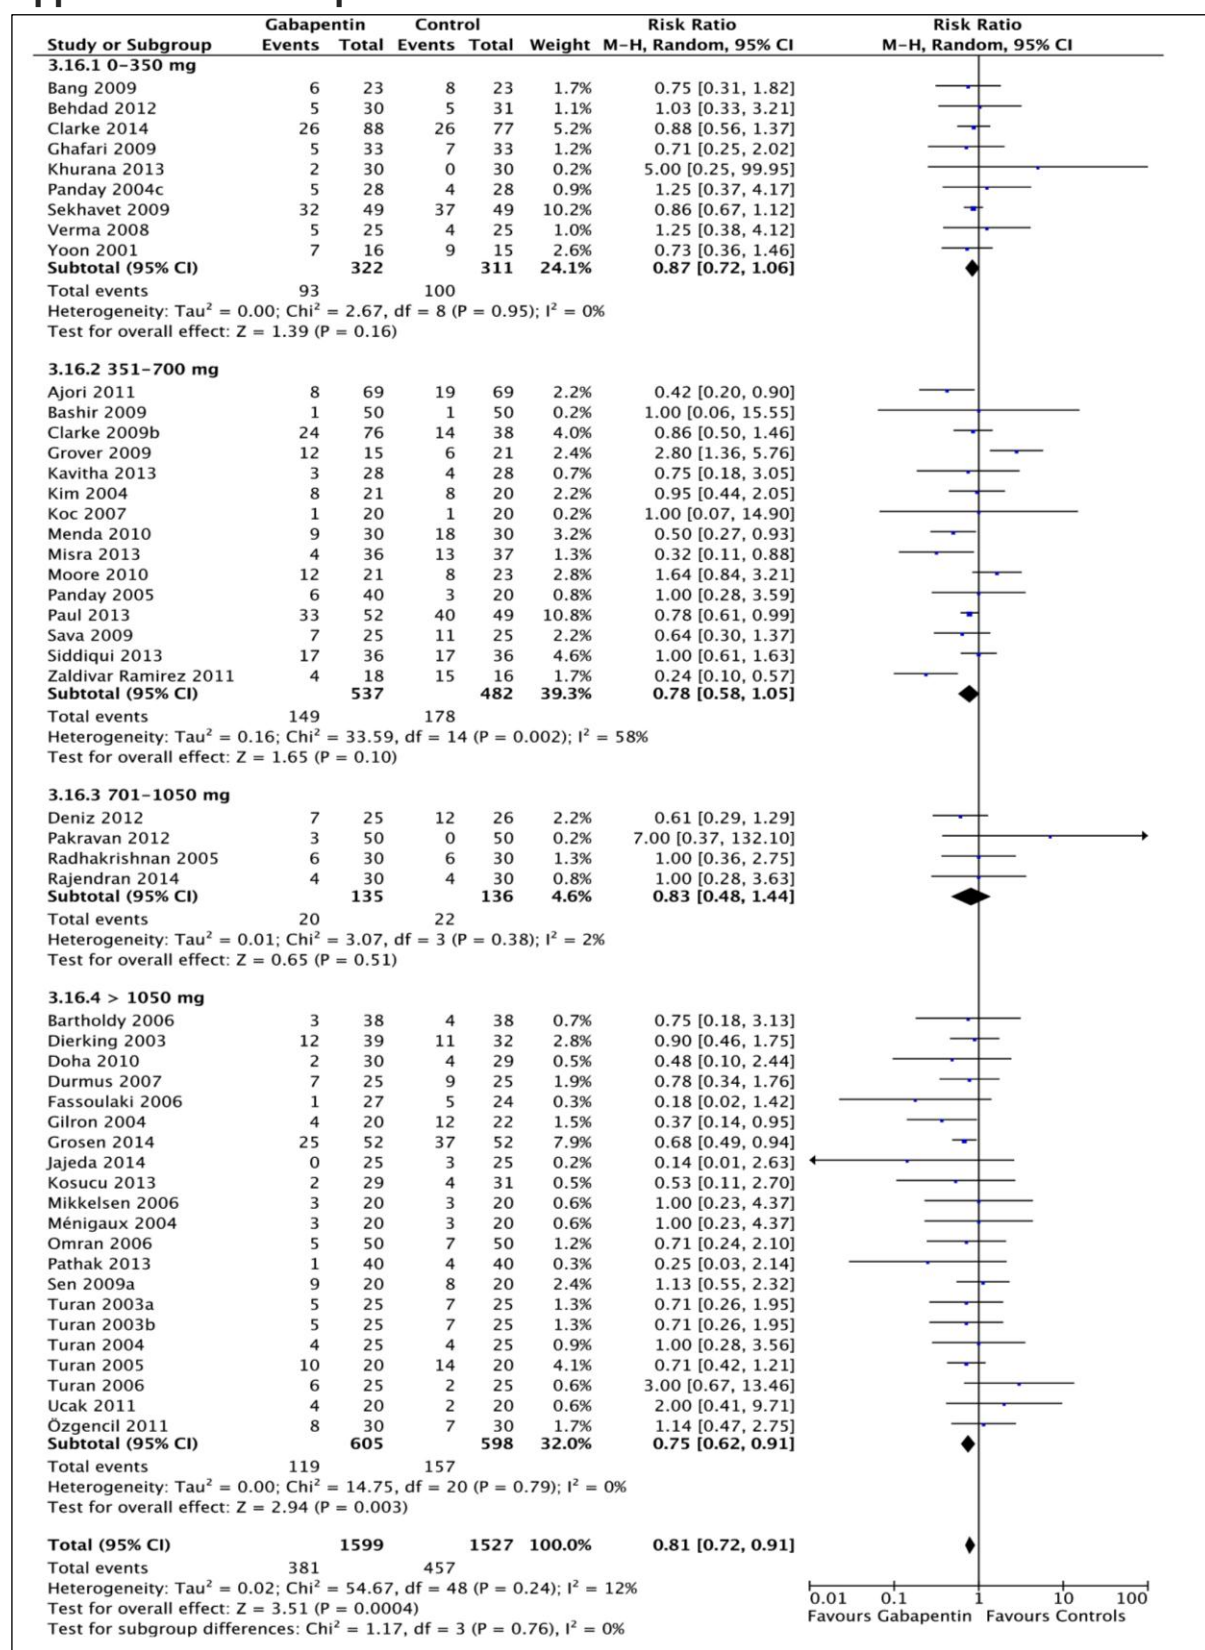 Gabapentin Control Risk Ratio Risk Ratio
Study or Subgroup Events Total Events Total Weight M-H, Random, 95% CI M-H, Random, 95% CI
3.16.1 0–350 mg
Bang 2009 6 23 8 23 1.7% 0.75 [0.31, 1.82]
Behdad 2012 5 30 5 31 1.1% 1.03 [0.33, 3.21]
Clarke 2014 26 88 26 77 5.2% 0.88 [0.56, 1.37]
Ghafari 2009 5 33 7 33 1.2% 0.71 [0.25, 2.02]
Khurana 2013 2 30 0 30 0.2% 5.00 [0.25, 99.95]
Panday 2004c 5 28 4 28 0.9% 1.25 [0.37, 4.17]
Sekhavet 2009 32 49 37 49 10.2% 0.86 [0.67, 1.12]
Verma 2008 5 25 4 25 1.0% 1.25 [0.38, 4.12]
Yoon 2001 7 16 9 15 2.6% 0.73 [0.36, 1.46]
Subtotal (95% CI) 322 311 24.1% 0.87 [0.72, 1.06]
Total events 93 100
Heterogeneity: Tau² = 0.00; Chi² = 2.67, df = 8 (P = 0.95); I² = 0%
Test for overall effect: Z = 1.39 (P = 0.16)
3.16.2 351–700 mg
Ajori 2011 8 69 19 69 2.2% 0.42 [0.20, 0.90]
Bashir 2009 1 50 1 50 0.2% 1.00 [0.06, 15.55]
Clarke 2009b 24 76 14 38 4.0% 0.86 [0.50, 1.46]
Grover 2009 12 15 6 21 2.4% 2.80 [1.36, 5.76]
Kavitha 2013 3 28 4 28 0.7% 0.75 [0.18, 3.05]
Kim 2004 8 21 8 20 2.2% 0.95 [0.44, 2.05]
Koc 2007 1 20 1 20 0.2% 1.00 [0.07, 14.90]
Menda 2010 9 30 18 30 3.2% 0.50 [0.27, 0.93]
Misra 2013 4 36 13 37 1.3% 0.32 [0.11, 0.88]
Moore 2010 12 21 8 23 2.8% 1.64 [0.84, 3.21]
Panday 2005 6 40 3 20 0.8% 1.00 [0.28, 3.59]
Paul 2013 33 52 40 49 10.8% 0.78 [0.61, 0.99]
Sava 2009 7 25 11 25 2.2% 0.64 [0.30, 1.37]
Siddiqui 2013 17 36 17 36 4.6% 1.00 [0.61, 1.63]
Zaldivar Ramirez 2011 4 18 15 16 1.7% 0.24 [0.10, 0.57]
Subtotal (95% CI) 537 482 39.3% 0.78 [0.58, 1.05]
Total events 149 178
Heterogeneity: Tau² = 0.16; Chi² = 33.59, df = 14 (P = 0.002); I² = 58%
Test for overall effect: Z = 1.65 (P = 0.10)
3.16.3 701–1050 mg
Deniz 2012 7 25 12 26 2.2% 0.61 [0.29, 1.29]
Pakravan 2012 3 50 0 50 0.2% 7.00 [0.37, 132.10]
Radhakrishnan 2005 6 30 6 30 1.3% 1.00 [0.36, 2.75]
Rajendran 2014 4 30 4 30 0.8% 1.00 [0.28, 3.63]
Subtotal (95% CI) 135 136 4.6% 0.83 [0.48, 1.44]
Total events 20 22
Heterogeneity: Tau² = 0.01; Chi² = 3.07, df = 3 (P = 0.38); I² = 2%
Test for overall effect: Z = 0.65 (P = 0.51)
3.16.4 > 1050 mg
Bartholdy 2006 3 38 4 38 0.7% 0.75 [0.18, 3.13]
Dierking 2003 12 39 11 32 2.8% 0.90 [0.46, 1.75]
Doha 2010 2 30 4 29 0.5% 0.48 [0.10, 2.44]
Durmus 2007 7 25 9 25 1.9% 0.78 [0.34, 1.76]
Fassoulaki 2006 1 27 5 24 0.3% 0.18 [0.02, 1.42]
Gilron 2004 4 20 12 22 1.5% 0.37 [0.14, 0.95]
Grosen 2014 25 52 37 52 7.9% 0.68 [0.49, 0.94]
Jajeda 2014 0 25 3 25 0.2% 0.14 [0.01, 2.63]
Kosucu 2013 2 29 4 31 0.5% 0.53 [0.11, 2.70]
Mikkelsen 2006 3 20 3 20 0.6% 1.00 [0.23, 4.37]
Ménigaux 2004 3 20 3 20 0.6% 1.00 [0.23, 4.37]
Omran 2006 5 50 7 50 1.2% 0.71 [0.24, 2.10]
Pathak 2013 1 40 4 40 0.3% 0.25 [0.03, 2.14]
Sen 2009a 9 20 8 20 2.4% 1.13 [0.55, 2.32]
Turan 2003a 5 25 7 25 1.3% 0.71 [0.26, 1.95]
Turan 2003b 5 25 7 25 1.3% 0.71 [0.26, 1.95]
Turan 2004 4 25 4 25 0.9% 1.00 [0.28, 3.56]
Turan 2005 10 20 14 20 4.1% 0.71 [0.42, 1.21]
Turan 2006 6 25 2 25 0.6% 3.00 [0.67, 13.46]
Ucak 2011 4 20 2 20 0.6% 2.00 [0.41, 9.71]
Özgencil 2011 8 30 7 30 1.7% 1.14 [0.47, 2.75]
Subtotal (95% CI) 605 598 32.0% 0.75 [0.62, 0.91]
Total events 119 157
Heterogeneity: Tau² = 0.00; Chi² = 14.75, df = 20 (P = 0.79); I² = 0%
Test for overall effect: Z = 2.94 (P = 0.003)
Total (95% CI) 1599 1527 100.0% 0.81 [0.72, 0.91]
Total events 381 457
Heterogeneity: Tau² = 0.02; Chi² = 54.67, df = 48 (P = 0.24); I² = 12%
Test for overall effect: Z = 3.51 (P = 0.0004)
Test for subgroup differences: Chi² = 1.17, df = 3 (P = 0.76), I² = 0%
0.01 0.1 1 10 100
Favours Gabapentin Favours Controls